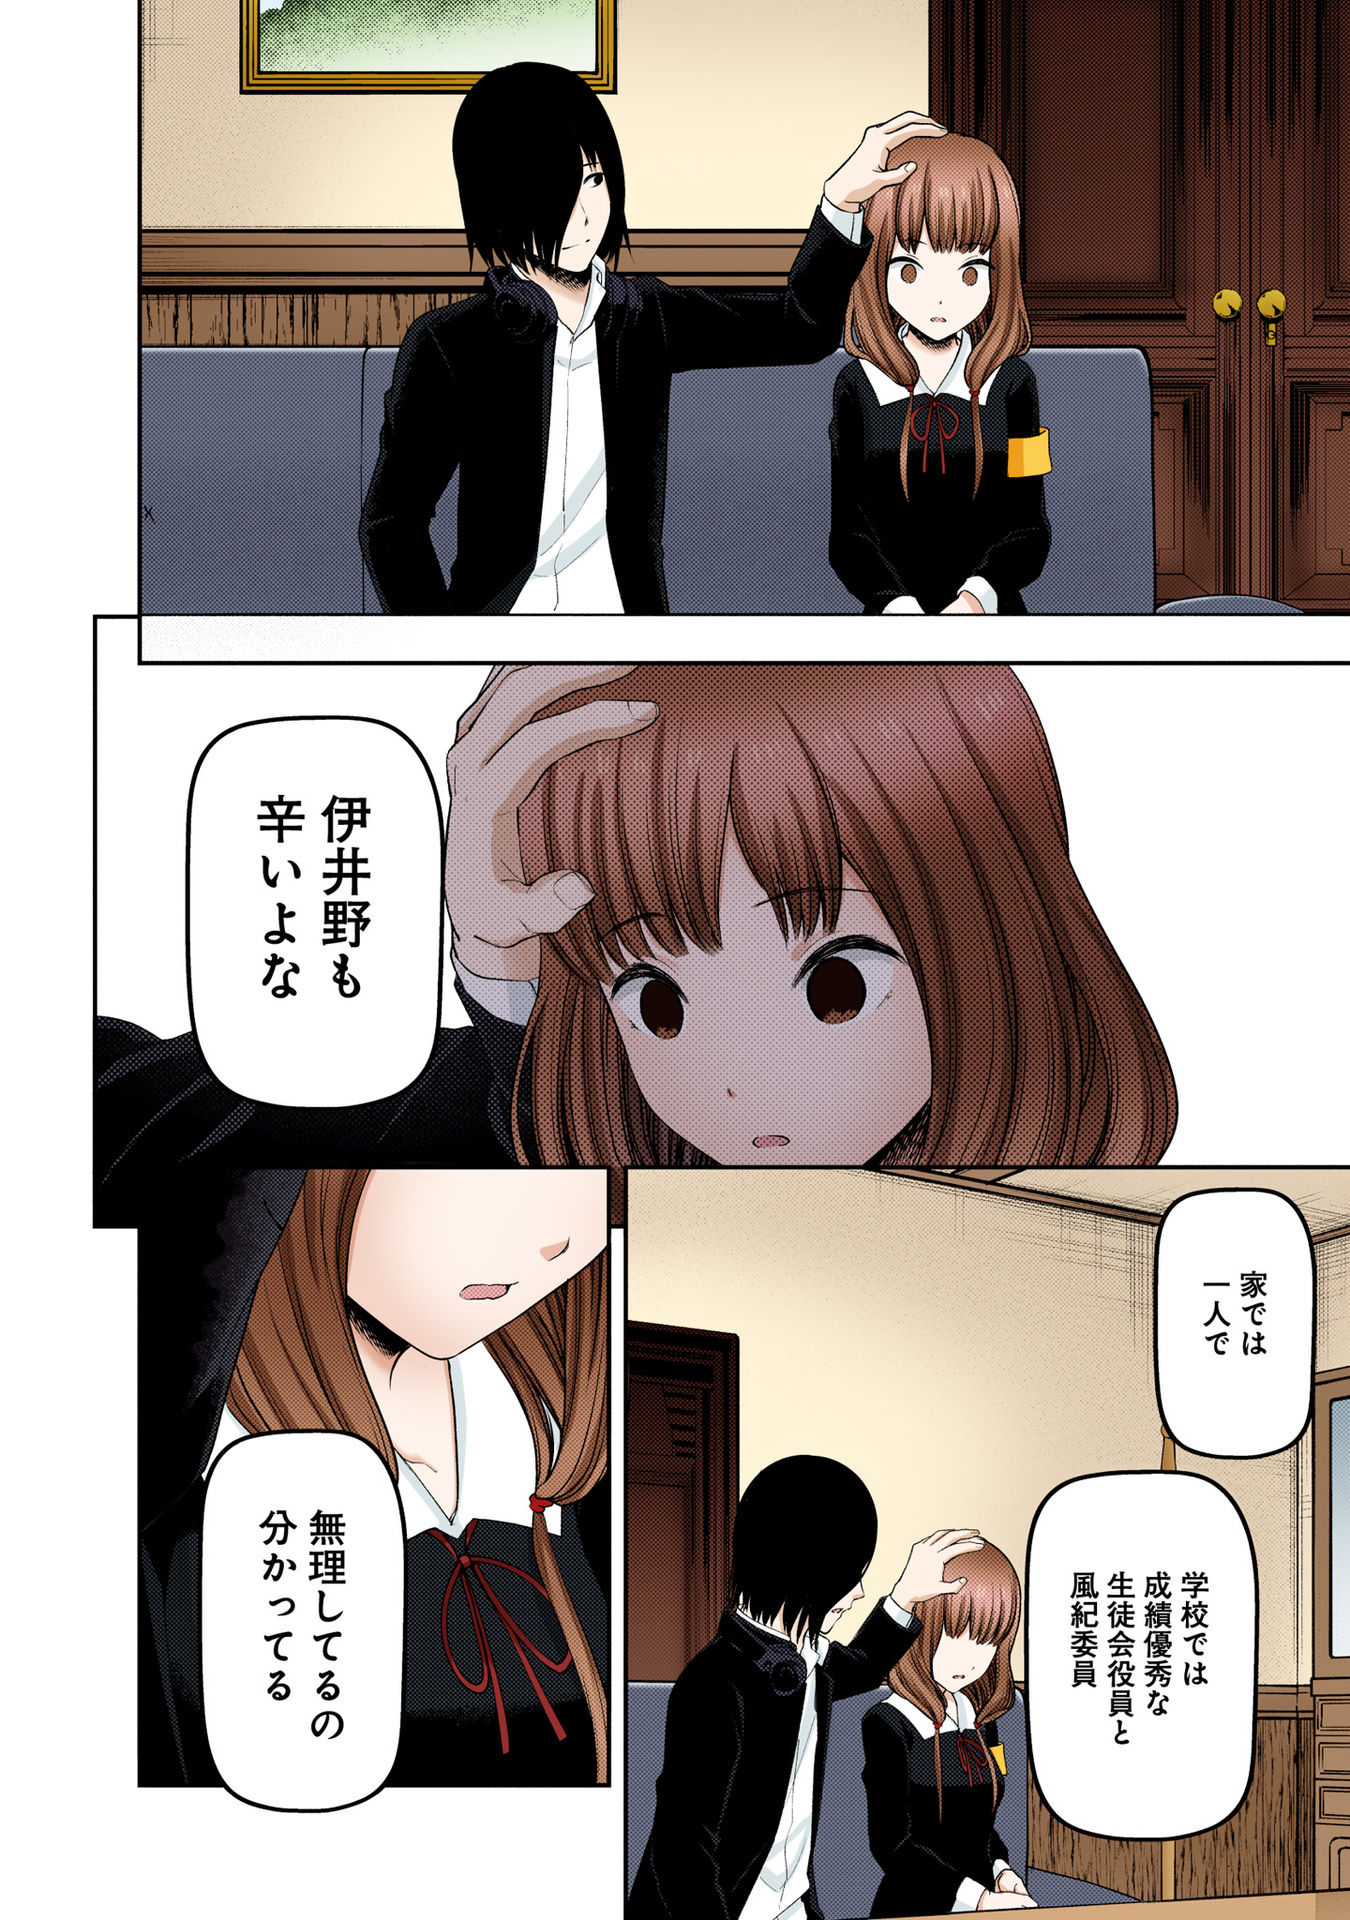 伊井野も
辛いよな
家では
一人で
学校では
成績優秀な
生徒会役員と
風紀委員
無理してるの
分かってる